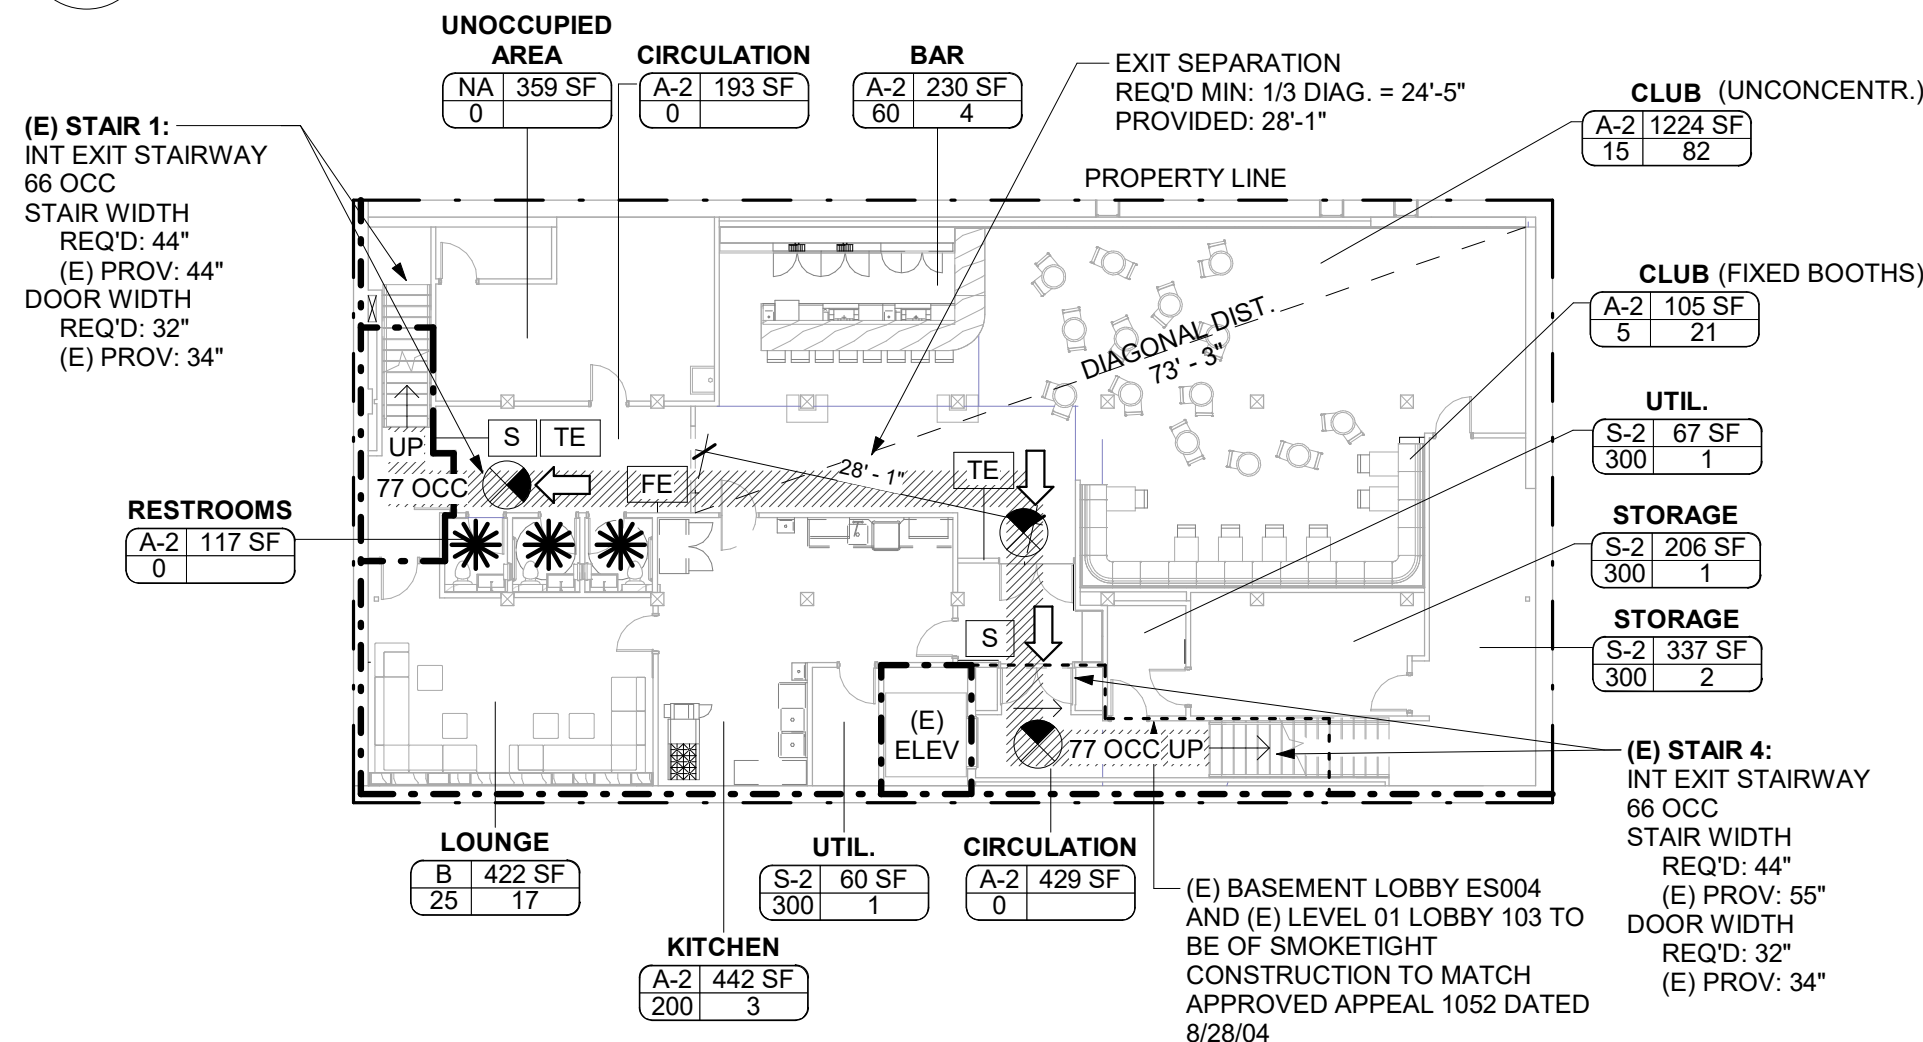 UNOCCUPIED
AREA
NA 359 SF
0
CIRCULATION
A-2 193 SF
0
BAR
A-2 230 SF
60 4
EXIT SEPARATION
REQ'D MIN: 1/3 DIAG. = 24'-5"
PROVIDED: 28'-1"
CLUB (UNCONCENTR.)
A-2 1224 SF
15 82
(E) STAIR 1:
INT EXIT STAIRWAY
66 OCC
STAIR WIDTH
REQ'D: 44"
(E) PROV: 44"
DOOR WIDTH
REQ'D: 32"
(E) PROV: 34"
PROPERTY LINE
CLUB (FIXED BOOTHS)
A-2 105 SF
5 21
DIAGONAL DIST.
73' - 3"
UTIL.
S-2 67 SF
300 1
UP
S
TE
77 OCC
FE
28' - 1"
TE
RESTROOMS
A-2 117 SF
0
STORAGE
S-2 206 SF
300 1
STORAGE
S-2 337 SF
300 2
S
(E)
ELEV
77 OCC UP
(E) STAIR 4:
INT EXIT STAIRWAY
66 OCC
STAIR WIDTH
REQ'D: 44"
(E) PROV: 55"
DOOR WIDTH
REQ'D: 32"
(E) PROV: 34"
LOUNGE
B 422 SF
25 17
UTIL.
S-2 60 SF
300 1
CIRCULATION
A-2 429 SF
0
KITCHEN
A-2 442 SF
200 3
(E) BASEMENT LOBBY ES004
AND (E) LEVEL 01 LOBBY 103 TO
BE OF SMOKETIGHT
CONSTRUCTION TO MATCH
APPROVED APPEAL 1052 DATED
8/28/04